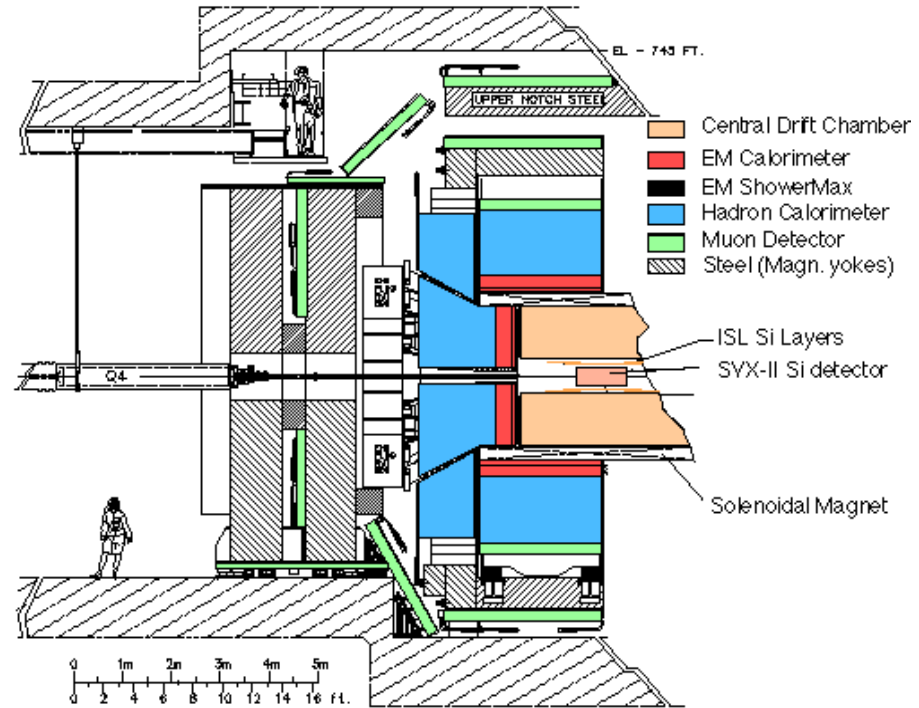 EL - 743 FT.
UPPER NOTCH STEEL
Central Drift Chamber
EM Calorimeter
EM ShowerMax
Hadron Calorimeter
Muon Detector
Steel (Magn. yokes)
ISL Si Layers
SVX-II Si detector
Q4
Solenoidal Magnet
0 1m 2m 3m 4m 5m
0 2 4 6 8 10 12 14 16 ft.